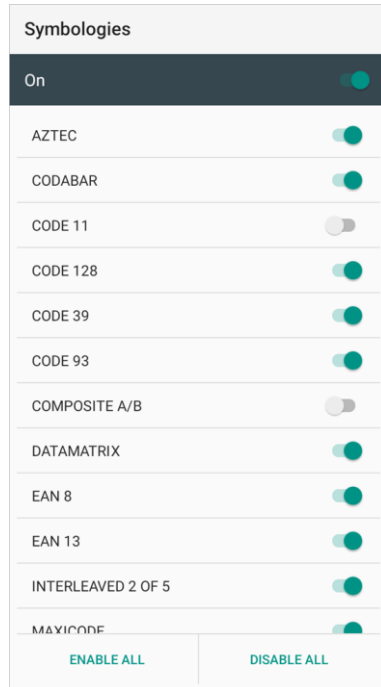 Symbologies
On
AZTEC
CODABAR
CODE 11
CODE 128
CODE 39
CODE 93
COMPOSITE A/B
DATAMATRIX
EAN 8
EAN 13
INTERLEAVED 2 OF 5
MAXICODE
ENABLE ALL DISABLE ALL